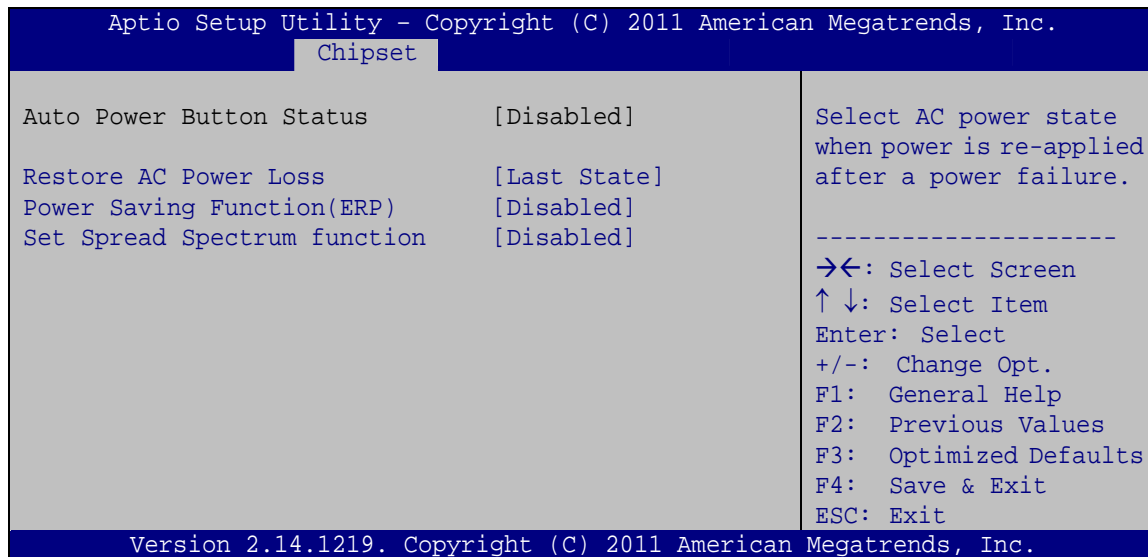 Aptio Setup Utility – Copyright (C) 2011 American Megatrends, Inc.
Chipset
Auto Power Button Status [Disabled]
Restore AC Power Loss [Last State]
Power Saving Function(ERP) [Disabled]
Set Spread Spectrum function [Disabled]
Select AC power state
when power is re-applied
after a power failure.
---------------------
→←: Select Screen
↑ ↓: Select Item
Enter: Select
+/-: Change Opt.
F1: General Help
F2: Previous Values
F3: Optimized Defaults
F4: Save & Exit
ESC: Exit
Version 2.14.1219. Copyright (C) 2011 American Megatrends, Inc.